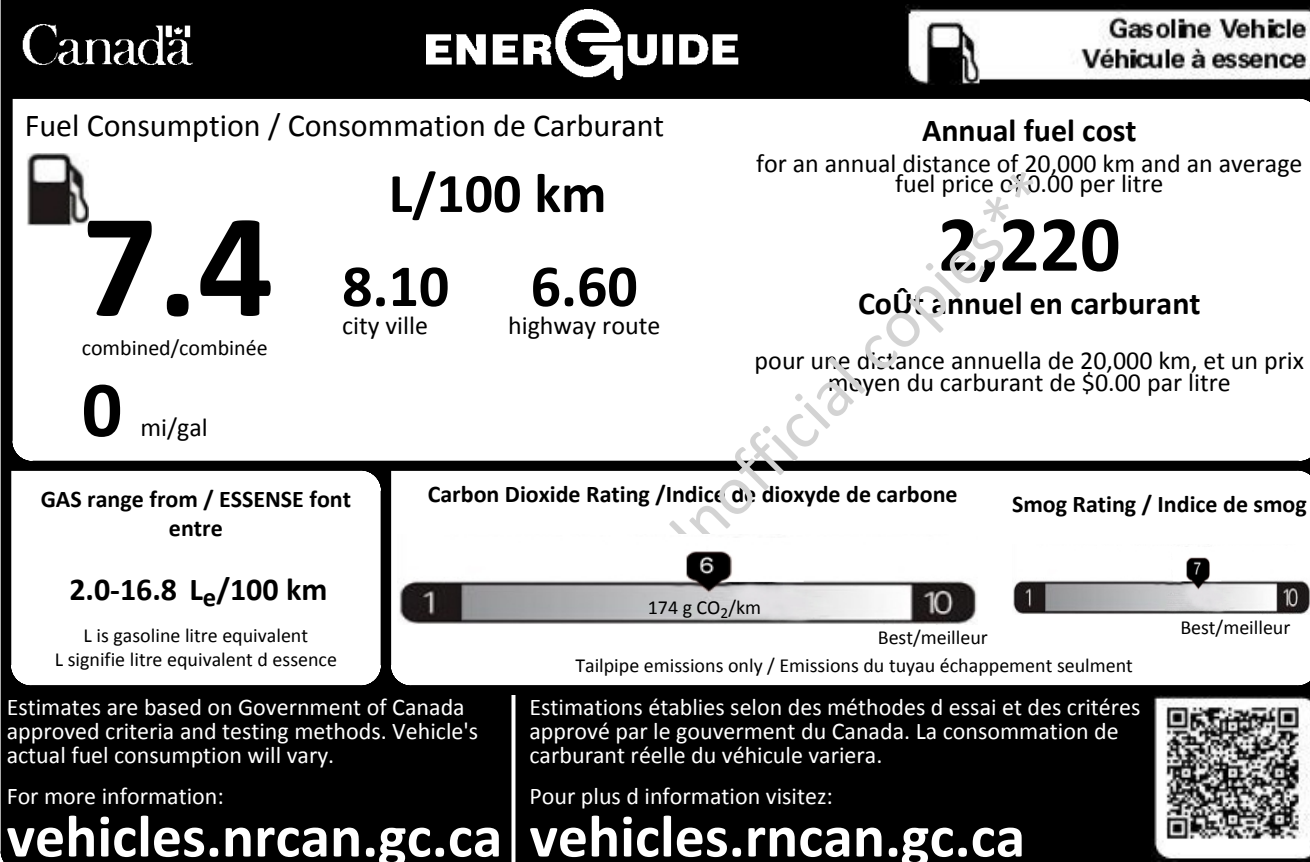 Canada
ENERGUIDE
Gasoline Vehicle
Véhicule à essence
Fuel Consumption / Consommation de Carburant
L/100 km
7.4
combined/combinée
8.10
city ville
6.60
highway route
0 mi/gal
Annual fuel cost
for an annual distance of 20,000 km and an average
fuel price of 0.00 per litre
2,220
CoÛt annuel en carburant
pour une distance annuella de 20,000 km, et un prix
moyen du carburant de $0.00 par litre
nofficial copies**
GAS range from / ESSENSE font
entre
2.0-16.8 Le/100 km
L is gasoline litre equivalent
L signifie litre equivalent d essence
Carbon Dioxide Rating /Indice de dioxyde de carbone
6
1 174 g CO2/km 10
Best/meilleur
Smog Rating / Indice de smog
7
1 10
Best/meilleur
Tailpipe emissions only / Emissions du tuyau échappement seulment
Estimates are based on Government of Canada
approved criteria and testing methods. Vehicle's
actual fuel consumption will vary.
For more information:
vehicles.nrcan.gc.ca
Estimations établies selon des méthodes d essai et des critéres
apprové par le gouverment du Canada. La consommation de
carburant réelle du véhicule variera.
Pour plus d information visitez:
vehicles.rncan.gc.ca